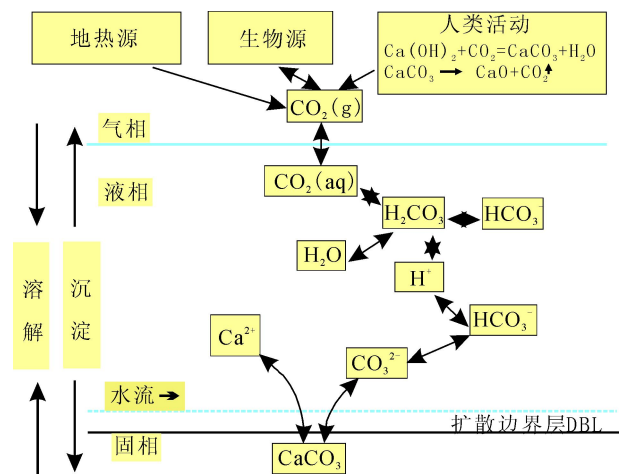 地热源
生物源
人类活动
Ca(OH)₂+CO₂=CaCO₃+H₂O
CaCO₃ → CaO+CO₂↑
CO₂(g)
气相
液相
CO₂(aq)
H₂CO₃
HCO₃⁻
H₂O
H⁺
溶解
沉淀
HCO₃⁻
Ca²⁺
CO₃²⁻
水流→
扩散边界层DBL
固相
CaCO₃